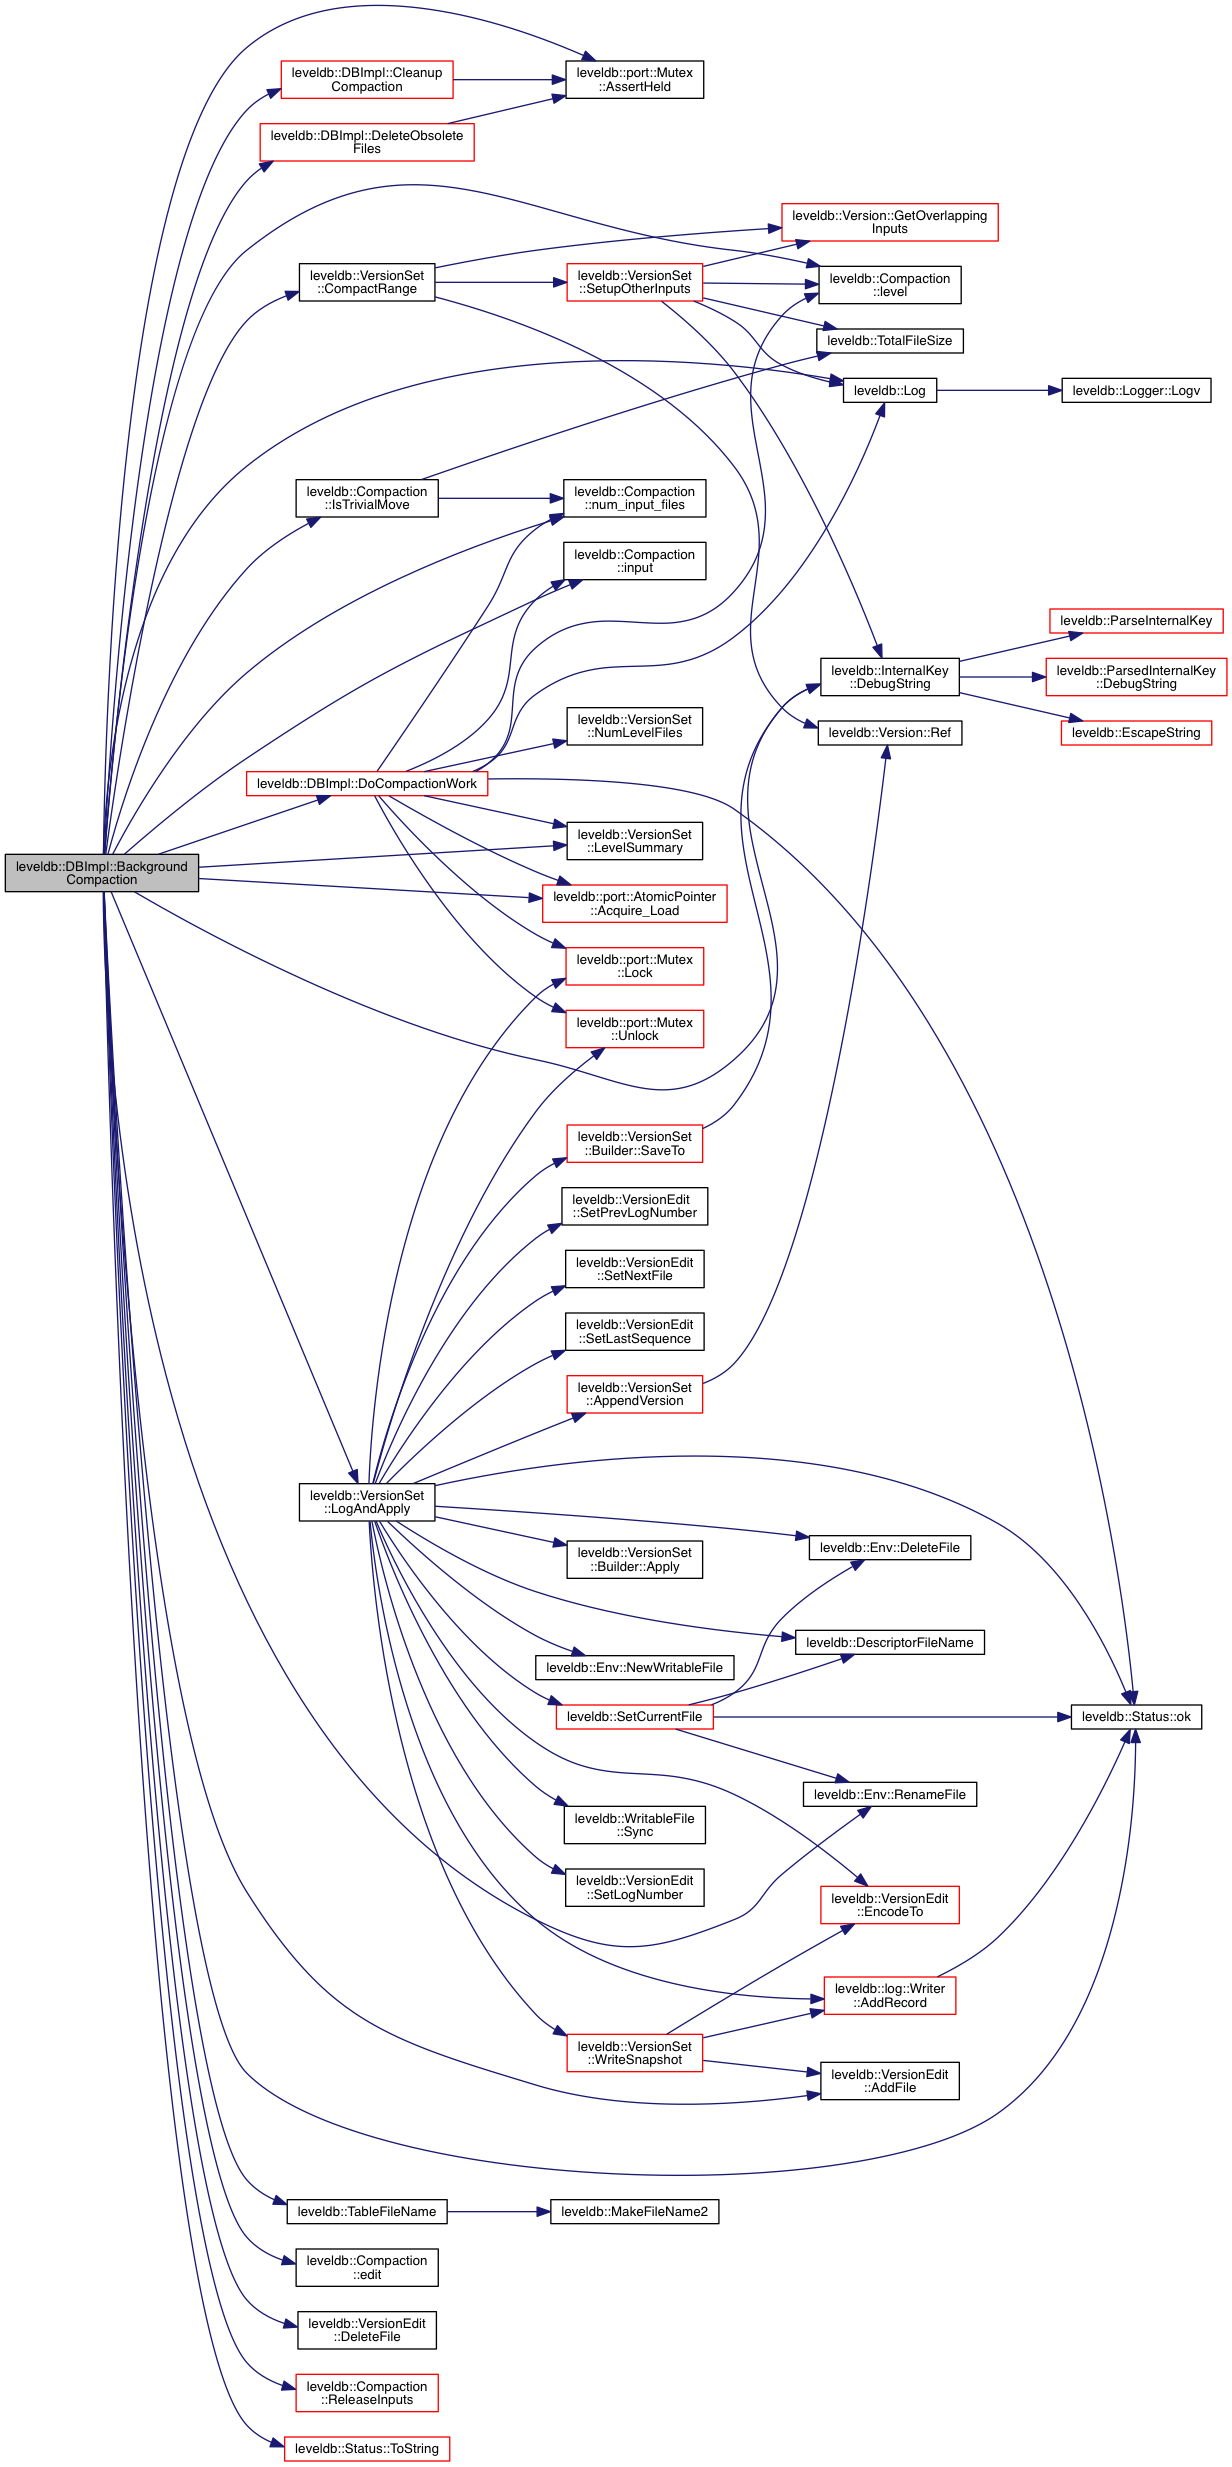 leveldb::port::Mutex
::AssertHeld
leveldb::DBImpl::Cleanup
Compaction
leveldb::DBImpl::DeleteObsolete
Files
leveldb::Version::GetOverlapping
Inputs
leveldb::VersionSet
::CompactRange
leveldb::VersionSet
::SetupOtherInputs
leveldb::Compaction
::level
leveldb::TotalFileSize
leveldb::Log
leveldb::Logger::Logv
leveldb::Compaction
::IsTrivialMove
leveldb::Compaction
::num_input_files
leveldb::Compaction
::input
leveldb::ParseInternalKey
leveldb::InternalKey
::DebugString
leveldb::ParsedInternalKey
::DebugString
leveldb::EscapeString
leveldb::VersionSet
::NumLevelFiles
leveldb::Version::Ref
leveldb::DBImpl::DoCompactionWork
leveldb::VersionSet
::LevelSummary
leveldb::DBImpl::Background
Compaction
leveldb::port::AtomicPointer
::Acquire_Load
leveldb::port::Mutex
::Lock
leveldb::port::Mutex
::Unlock
leveldb::VersionSet
::Builder::SaveTo
leveldb::VersionEdit
::SetPrevLogNumber
leveldb::VersionEdit
::SetNextFile
leveldb::VersionEdit
::SetLastSequence
leveldb::VersionSet
::AppendVersion
leveldb::VersionSet
::LogAndApply
leveldb::Env::DeleteFile
leveldb::VersionSet
::Builder::Apply
leveldb::DescriptorFileName
leveldb::Env::NewWritableFile
leveldb::SetCurrentFile
leveldb::Status::ok
leveldb::Env::RenameFile
leveldb::WritableFile
::Sync
leveldb::VersionEdit
::SetLogNumber
leveldb::VersionEdit
::EncodeTo
leveldb::log::Writer
::AddRecord
leveldb::VersionSet
::WriteSnapshot
leveldb::VersionEdit
::AddFile
leveldb::TableFileName
leveldb::MakeFileName2
leveldb::Compaction
::edit
leveldb::VersionEdit
::DeleteFile
leveldb::Compaction
::ReleaseInputs
leveldb::Status::ToString